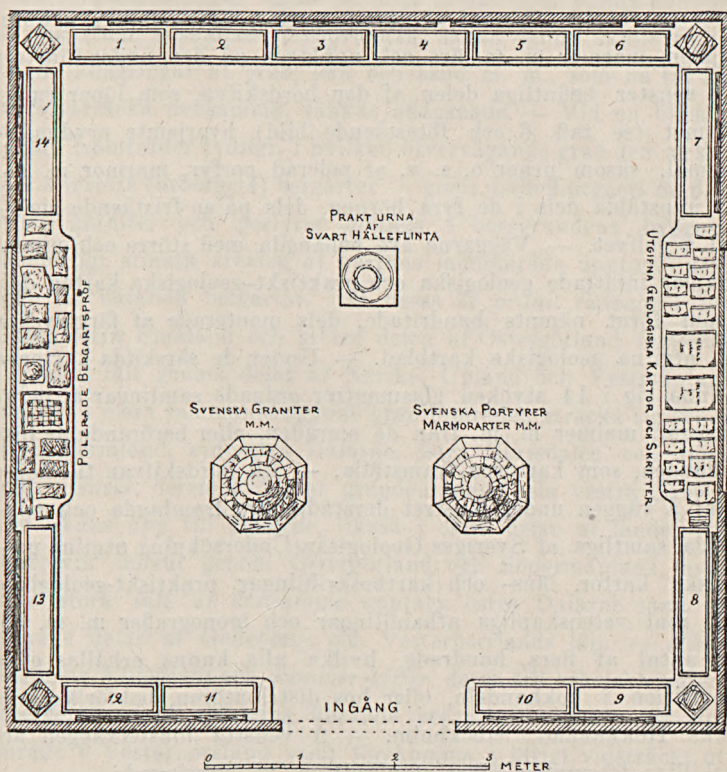 1 2 3 4 5 6
14
7
PRAKT URNA
AF
SVART HÄLLEFLINTA
POLERADE BERGARTSPROF
UTGIFNA GEOLOGISKA KARTOR OCH SKRIFTER
SVENSKA GRANITER
M.M.
SVENSKA PORFYRER
MARMORARTER M.M.
13
8
12 11
INGÅNG
10 9
0 1 2 3 METER